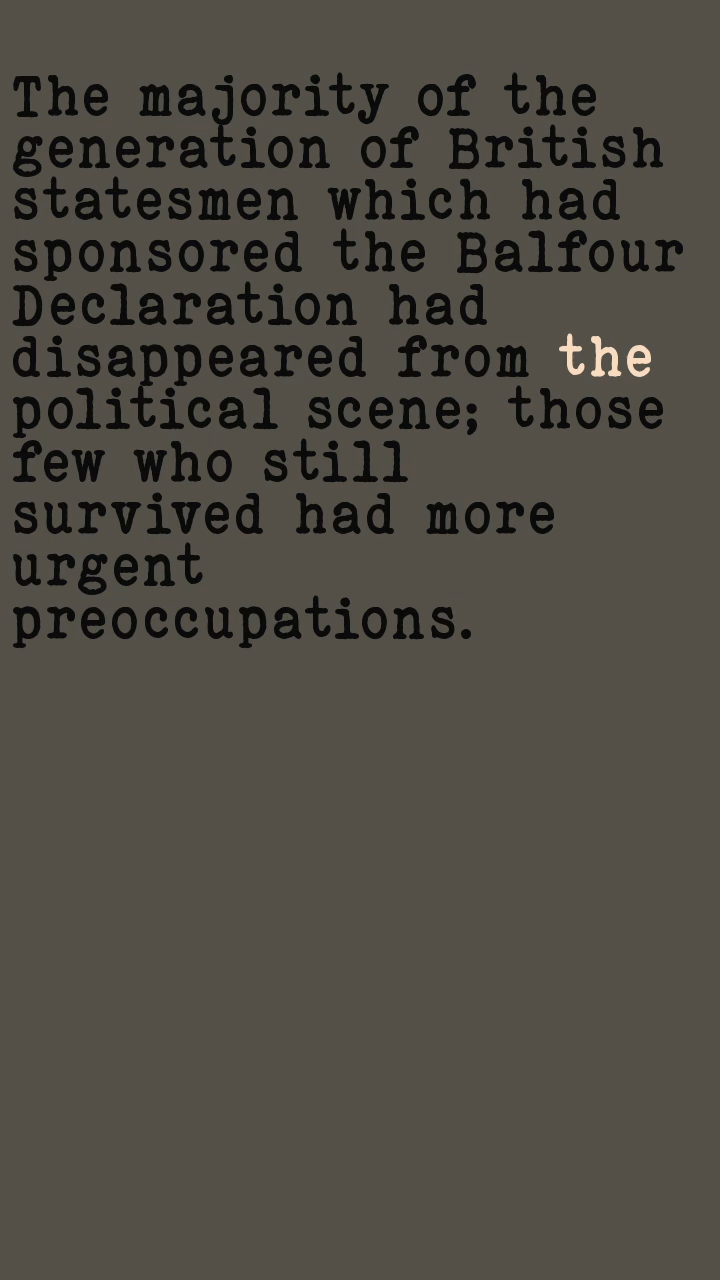 The majority of the
generation of British
statesmen which had
sponsored the Balfour
Declaration had
disappeared from the
political scene; those
few who still
survived had more
urgent
preoccupations.